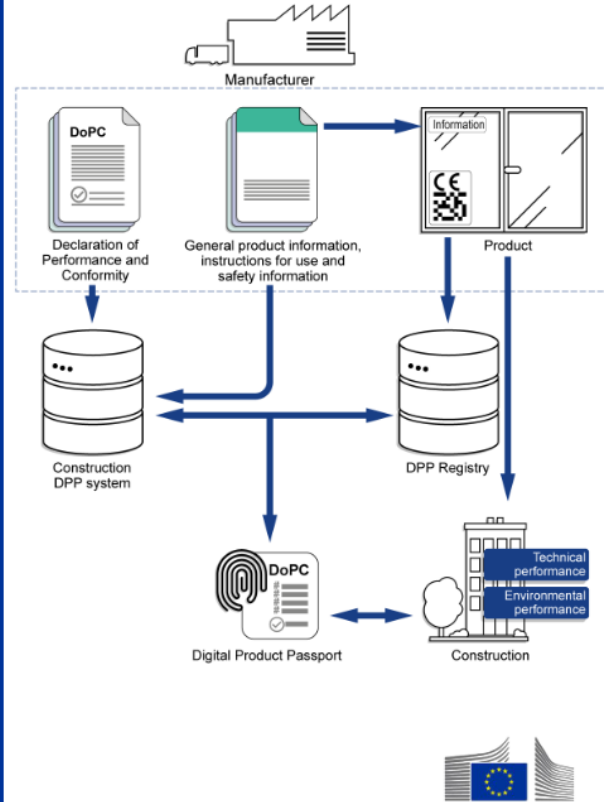 Manufacturer
DoPC
Information
CE
Declaration of
Performance and
Conformity
General product information,
instructions for use and
safety information
Product
Construction
DPP system
DPP Registry
DoPC
Technical
performance
Environmental
performance
Digital Product Passport
Construction